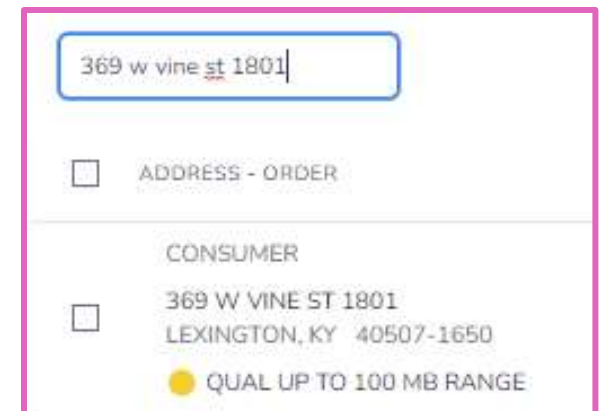 369 w vine st 1801
ADDRESS - ORDER
CONSUMER
369 W VINE ST 1801
LEXINGTON, KY 40507-1650
QUAL UP TO 100 MB RANGE